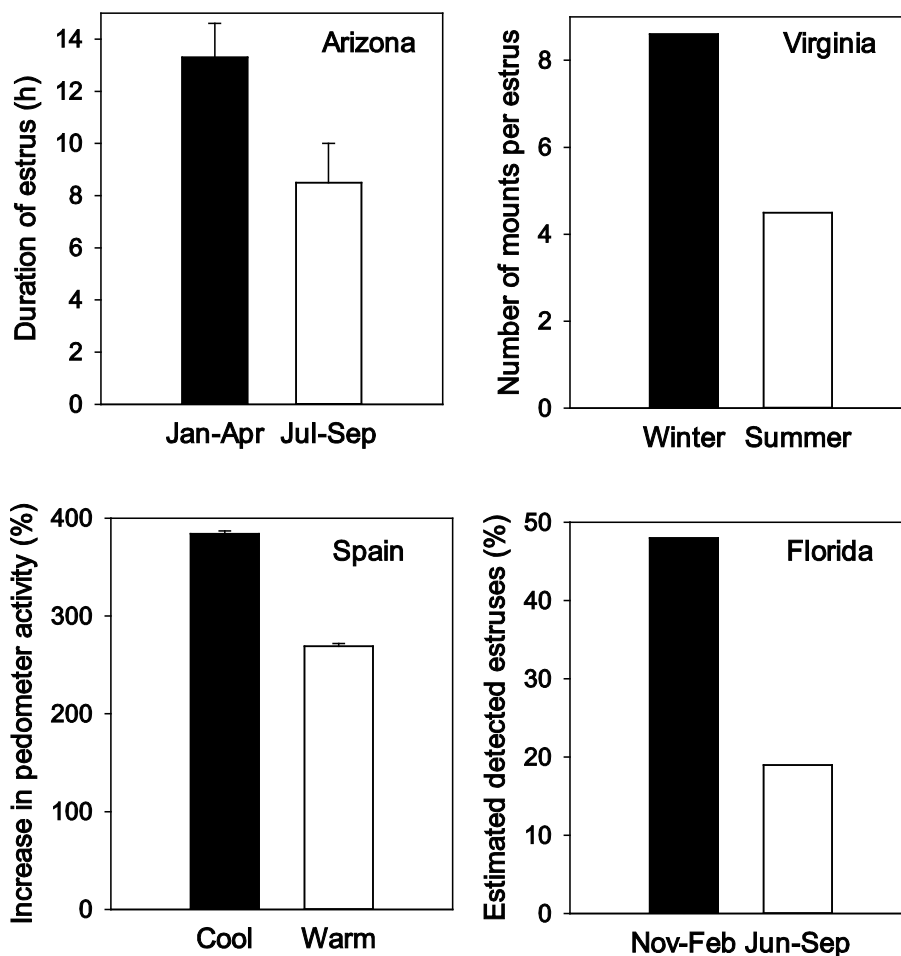 Arizona
Duration of estrus (h)
14
12
10
8
6
4
2
0
Jan-Apr Jul-Sep
Virginia
Number of mounts per estrus
8
6
4
2
0
Winter Summer
Spain
Increase in pedometer activity (%)
400
300
200
100
0
Cool Warm
Florida
Estimated detected estruses (%)
50
40
30
20
10
0
Nov-Feb Jun-Sep